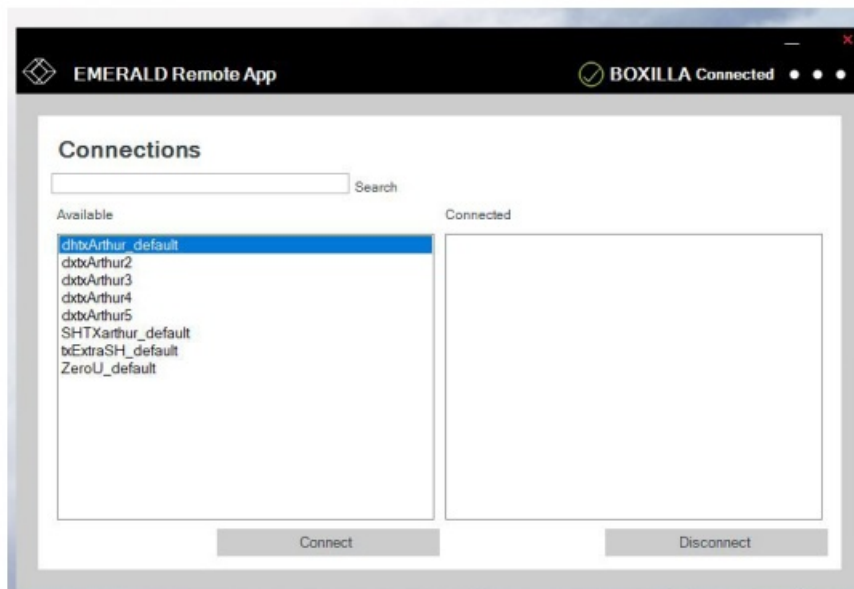 EMERALD Remote App
BOXILLA Connected
Connections
Search
Available
Connected
dhtxArthur_default
dxtxArthur2
dxtxArthur3
dxtxArthur4
dxtxArthur5
SHTXarthur_default
txExtraSH_default
ZeroU_default
Connect
Disconnect